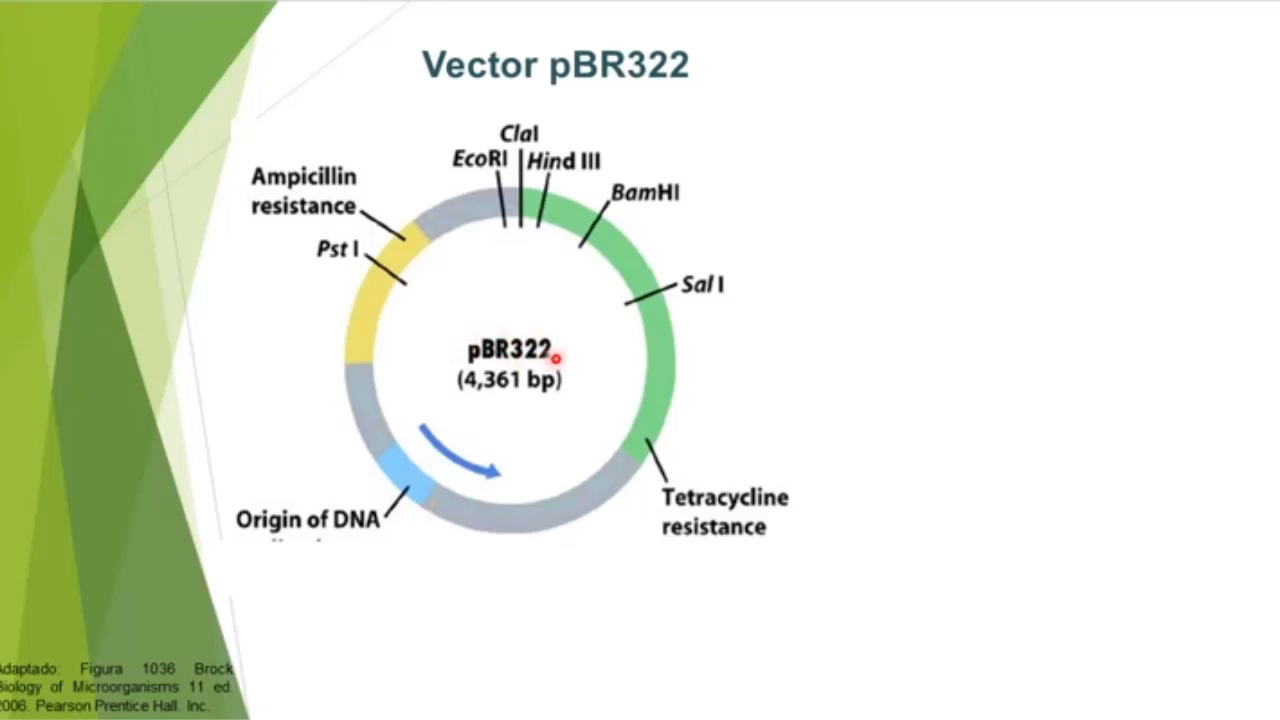 Vector pBR322
ClaI
EcoRI
Hind III
Ampicillin
resistance
BamHI
Pst I
Sal I
pBR322
(4,361 bp)
Origin of DNA
Tetracycline
resistance
Adaptado: Figura 1036 Brock
Biology of Microorganisms 11 ed.
2006. Pearson Prentice Hall. Inc.